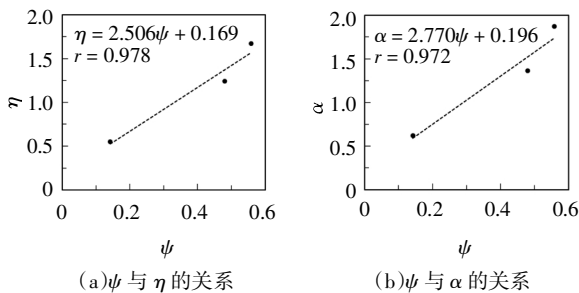 2.0
η = 2.506ψ + 0.169
r = 0.978
1.5
η
1.0
0.5
0
0
0.2
0.4
0.6
ψ
(a)ψ 与 η 的关系
2.0
α = 2.770ψ + 0.196
r = 0.972
1.5
α
1.0
0.5
0
0
0.2
0.4
0.6
ψ
(b)ψ 与 α 的关系